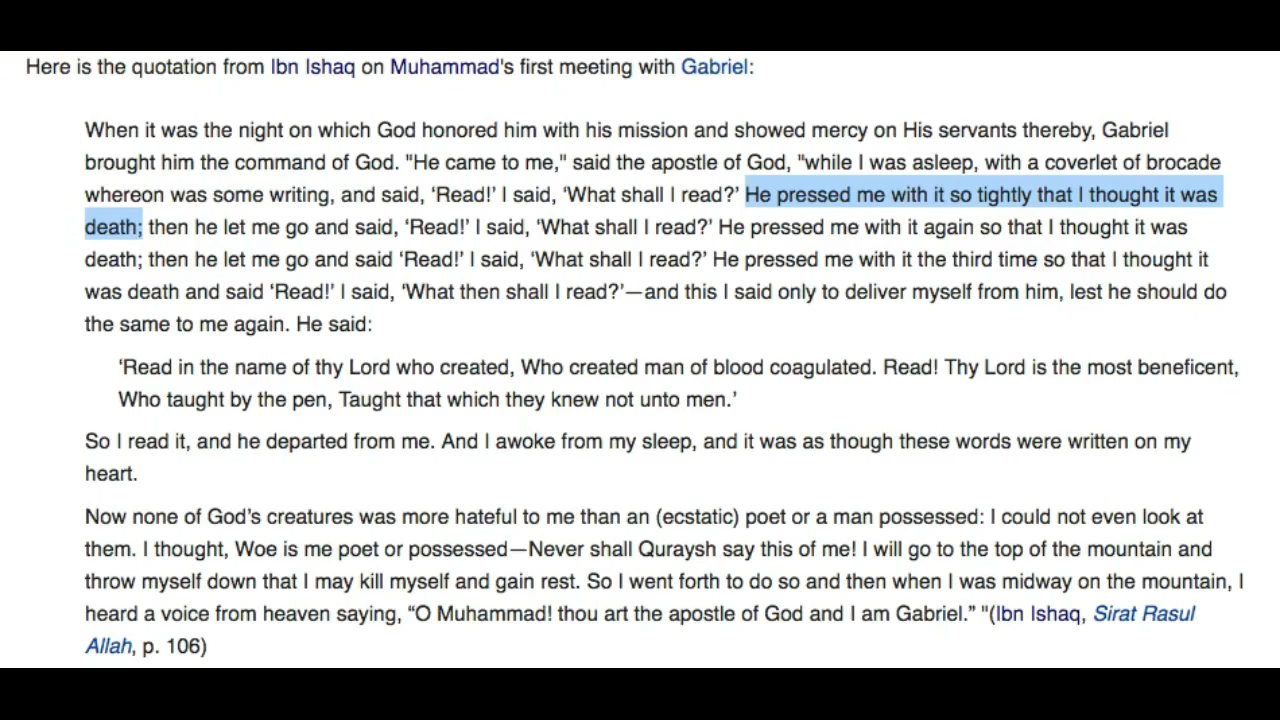 Here is the quotation from Ibn Ishaq on Muhammad's first meeting with Gabriel:
When it was the night on which God honored him with his mission and showed mercy on His servants thereby, Gabriel
brought him the command of God. "He came to me," said the apostle of God, "while I was asleep, with a coverlet of brocade
whereon was some writing, and said, ‘Read!’ I said, ‘What shall I read?’ He pressed me with it so tightly that I thought it was
death; then he let me go and said, ‘Read!’ I said, ‘What shall I read?’ He pressed me with it again so that I thought it was
death; then he let me go and said ‘Read!’ I said, ‘What shall I read?’ He pressed me with it the third time so that I thought it
was death and said ‘Read!’ I said, ‘What then shall I read?’—and this I said only to deliver myself from him, lest he should do
the same to me again. He said:
‘Read in the name of thy Lord who created, Who created man of blood coagulated. Read! Thy Lord is the most beneficent,
Who taught by the pen, Taught that which they knew not unto men.’
So I read it, and he departed from me. And I awoke from my sleep, and it was as though these words were written on my
heart.
Now none of God’s creatures was more hateful to me than an (ecstatic) poet or a man possessed: I could not even look at
them. I thought, Woe is me poet or possessed—Never shall Quraysh say this of me! I will go to the top of the mountain and
throw myself down that I may kill myself and gain rest. So I went forth to do so and then when I was midway on the mountain, I
heard a voice from heaven saying, “O Muhammad! thou art the apostle of God and I am Gabriel.” "(Ibn Ishaq, Sirat Rasul
Allah, p. 106)